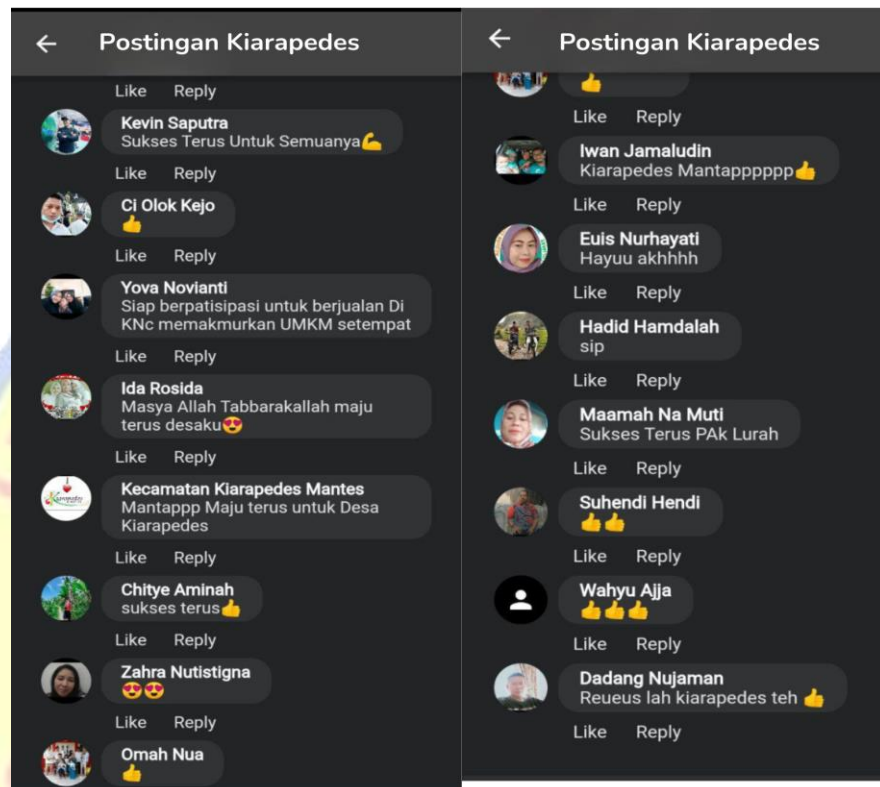 Postingan Kiarapedes
Like Reply
Kevin Saputra
Sukses Terus Untuk Semuanya💪
Like Reply
Ci Olok Kejo
👍
Like Reply
Yova Novianti
Siap berpatisipasi untuk berjualan Di
KNc memakmurkan UMKM setempat
Like Reply
Ida Rosida
Masya Allah Tabbarakallah maju
terus desaku😍
Like Reply
Kecamatan Kiarapedes Mantes
Mantappp Maju terus untuk Desa
Kiarapedes
Like Reply
Chitye Aminah
sukses terus👍
Like Reply
Zahra Nutistigna
😍😍
Like Reply
Omah Nua
👍
Postingan Kiarapedes
👍
Like Reply
Iwan Jamaludin
Kiarapedes Mantapppppp👍
Like Reply
Euis Nurhayati
Hayuu akhhhh
Like Reply
Hadid Hamdalah
sip
Like Reply
Maamah Na Muti
Sukses Terus PAk Lurah
Like Reply
Suhendi Hendi
👍👍
Like Reply
Wahyu Ajja
👍👍👍
Like Reply
Dadang Nujaman
Reueus lah kiarapedes teh 👍
Like Reply